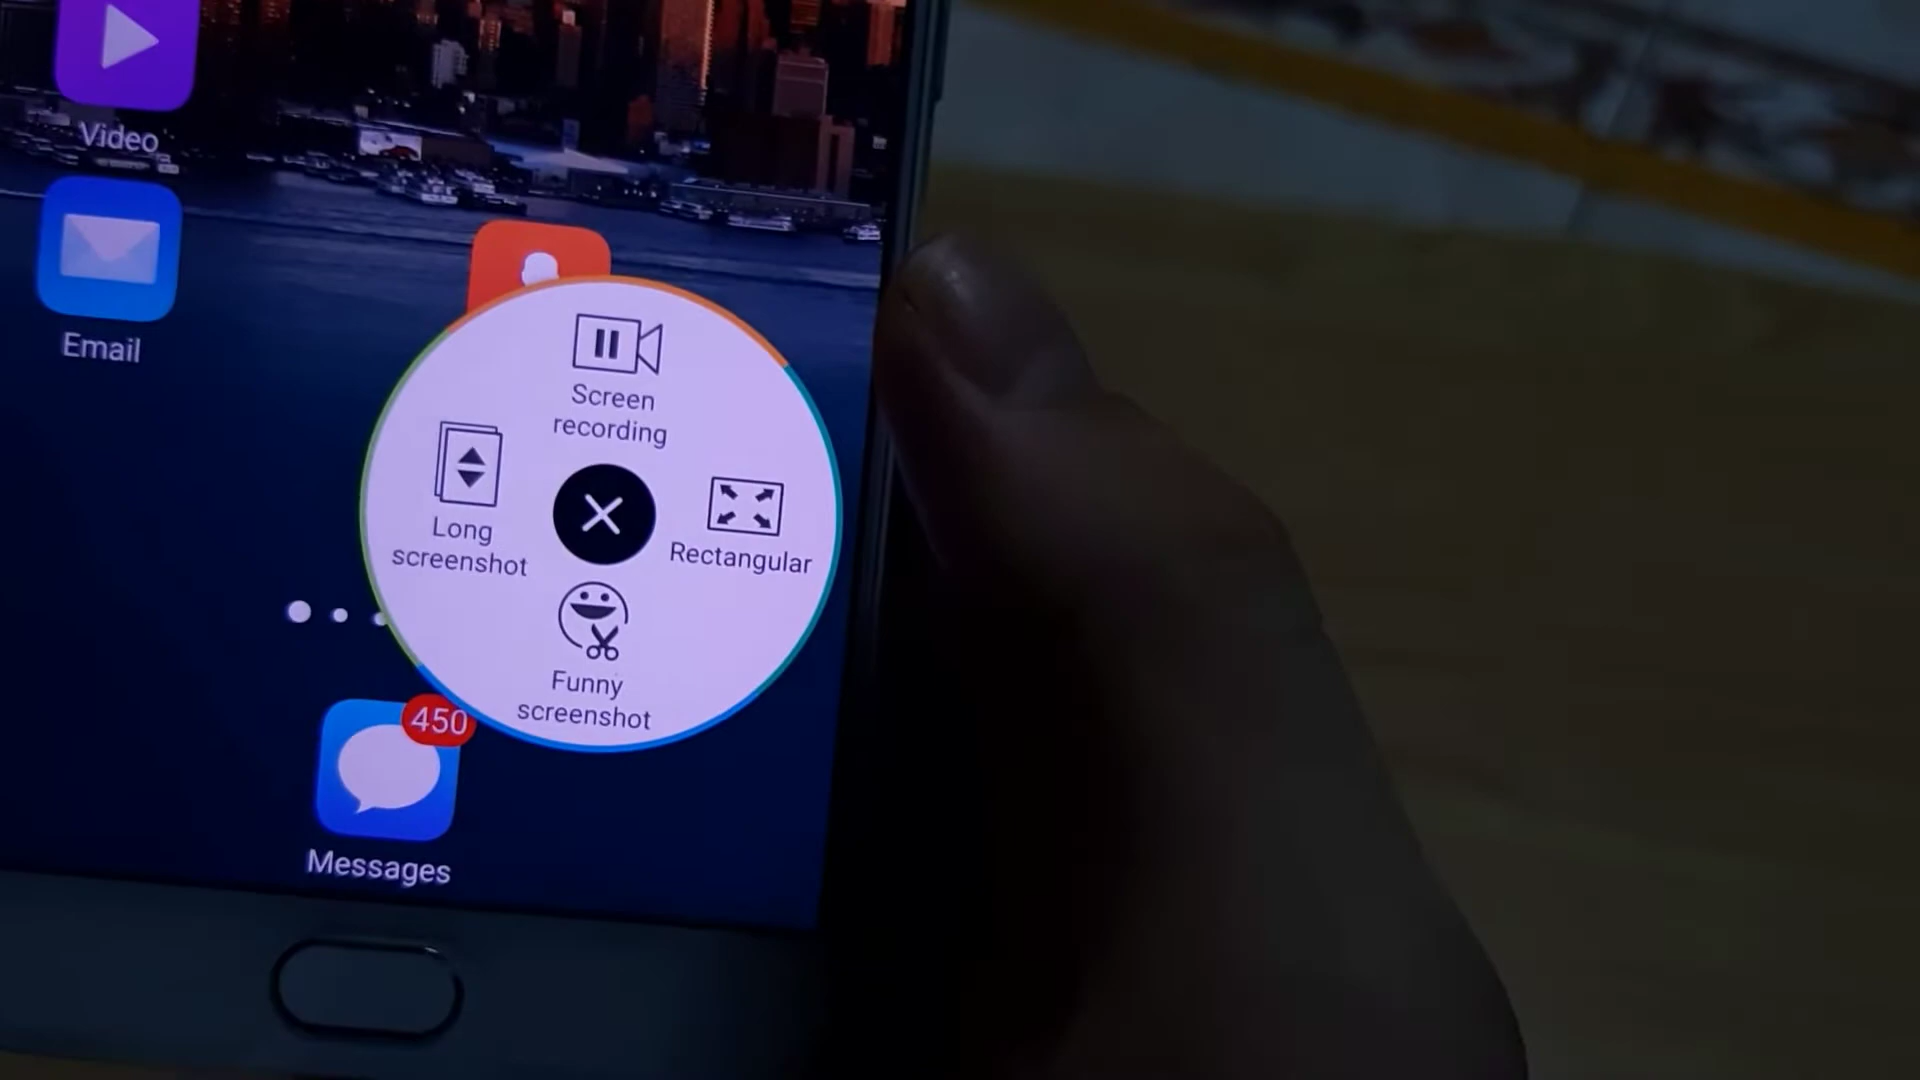 Video
Email
Screen
recording
Long
screenshot
Rectangular
Funny
screenshot
450
Messages